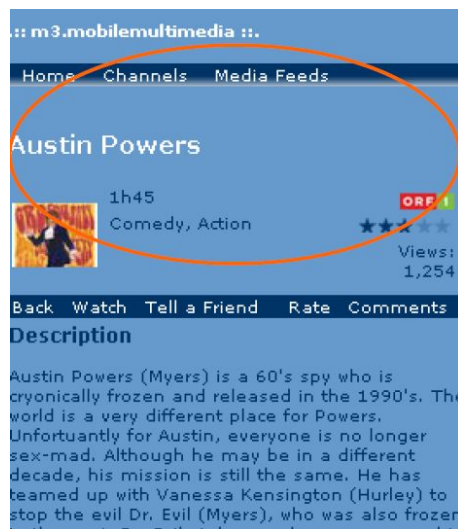 .:: m3.mobilemultimedia ::.
Home Channels Media Feeds
Austin Powers
1h45
ORF 1
Comedy, Action
Views:
1,254
Back Watch Tell a Friend Rate Comments
Description
Austin Powers (Myers) is a 60's spy who is
cryonically frozen and released in the 1990's. The
world is a very different place for Powers.
Unfortuantly for Austin, everyone is no longer
sex-mad. Although he may be in a different
decade, his mission is still the same. He has
teamed up with Vanessa Kensington (Hurley) to
stop the evil Dr. Evil (Myers), who was also frozen